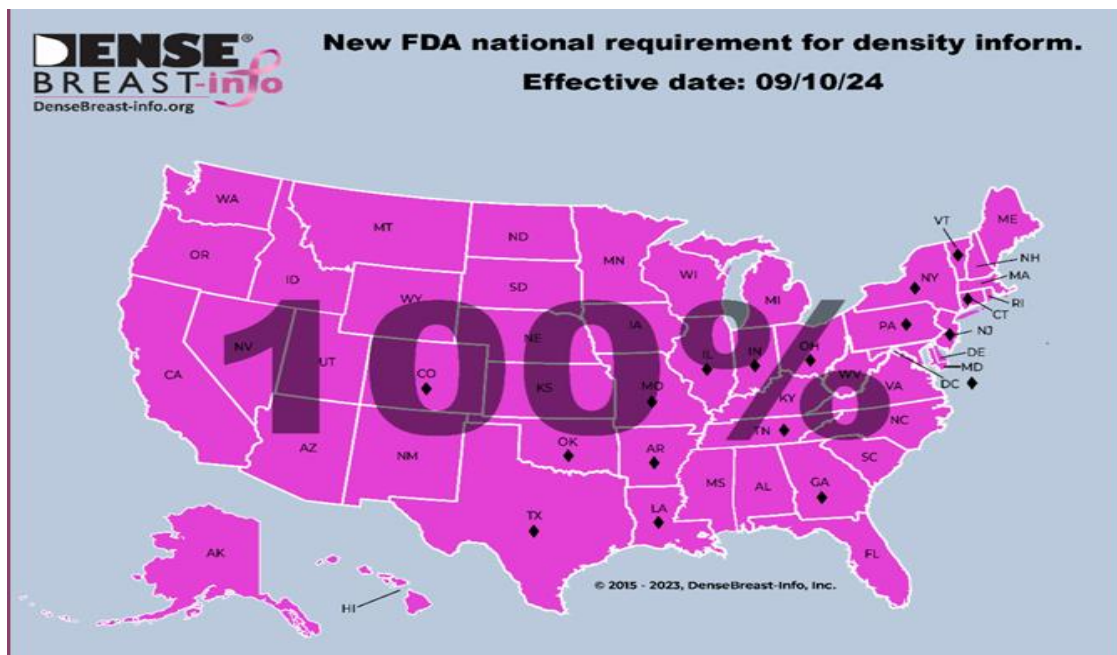 DENSE®
BREAST-info
DenseBreast-info.org
New FDA national requirement for density inform.
Effective date: 09/10/24
WA
OR
ID
MT
ND
MN
WI
MI
VT
ME
NH
MA
NY
RI
CT
NJ
PA
DE
MD
DC
SD
WY
NE
IA
IL
IN
OH
WV
VA
NV
UT
CO
KS
MO
KY
CA
100%
TN
NC
AZ
NM
OK
AR
SC
MS
AL
GA
TX
LA
FL
AK
HI
© 2015 - 2023, DenseBreast-Info, Inc.